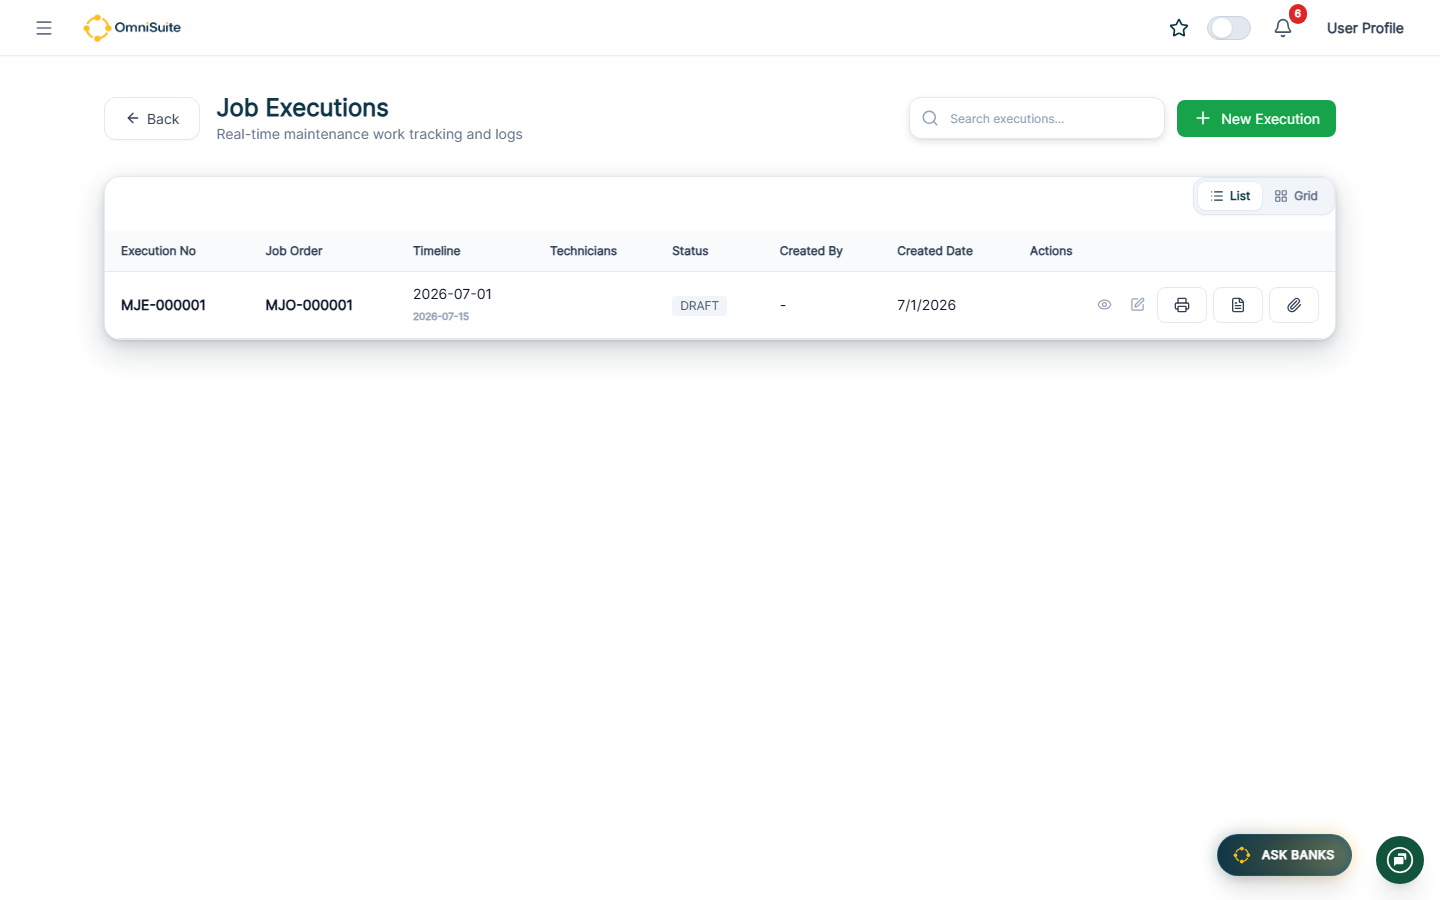 OmniSuite
6
User Profile
Back
Job Executions
Real-time maintenance work tracking and logs
Search executions...
New Execution
List
Grid
Execution No
Job Order
Timeline
Technicians
Status
Created By
Created Date
Actions
MJE-000001
MJO-000001
2026-07-01
2026-07-15
DRAFT
-
7/1/2026
ASK BANKS